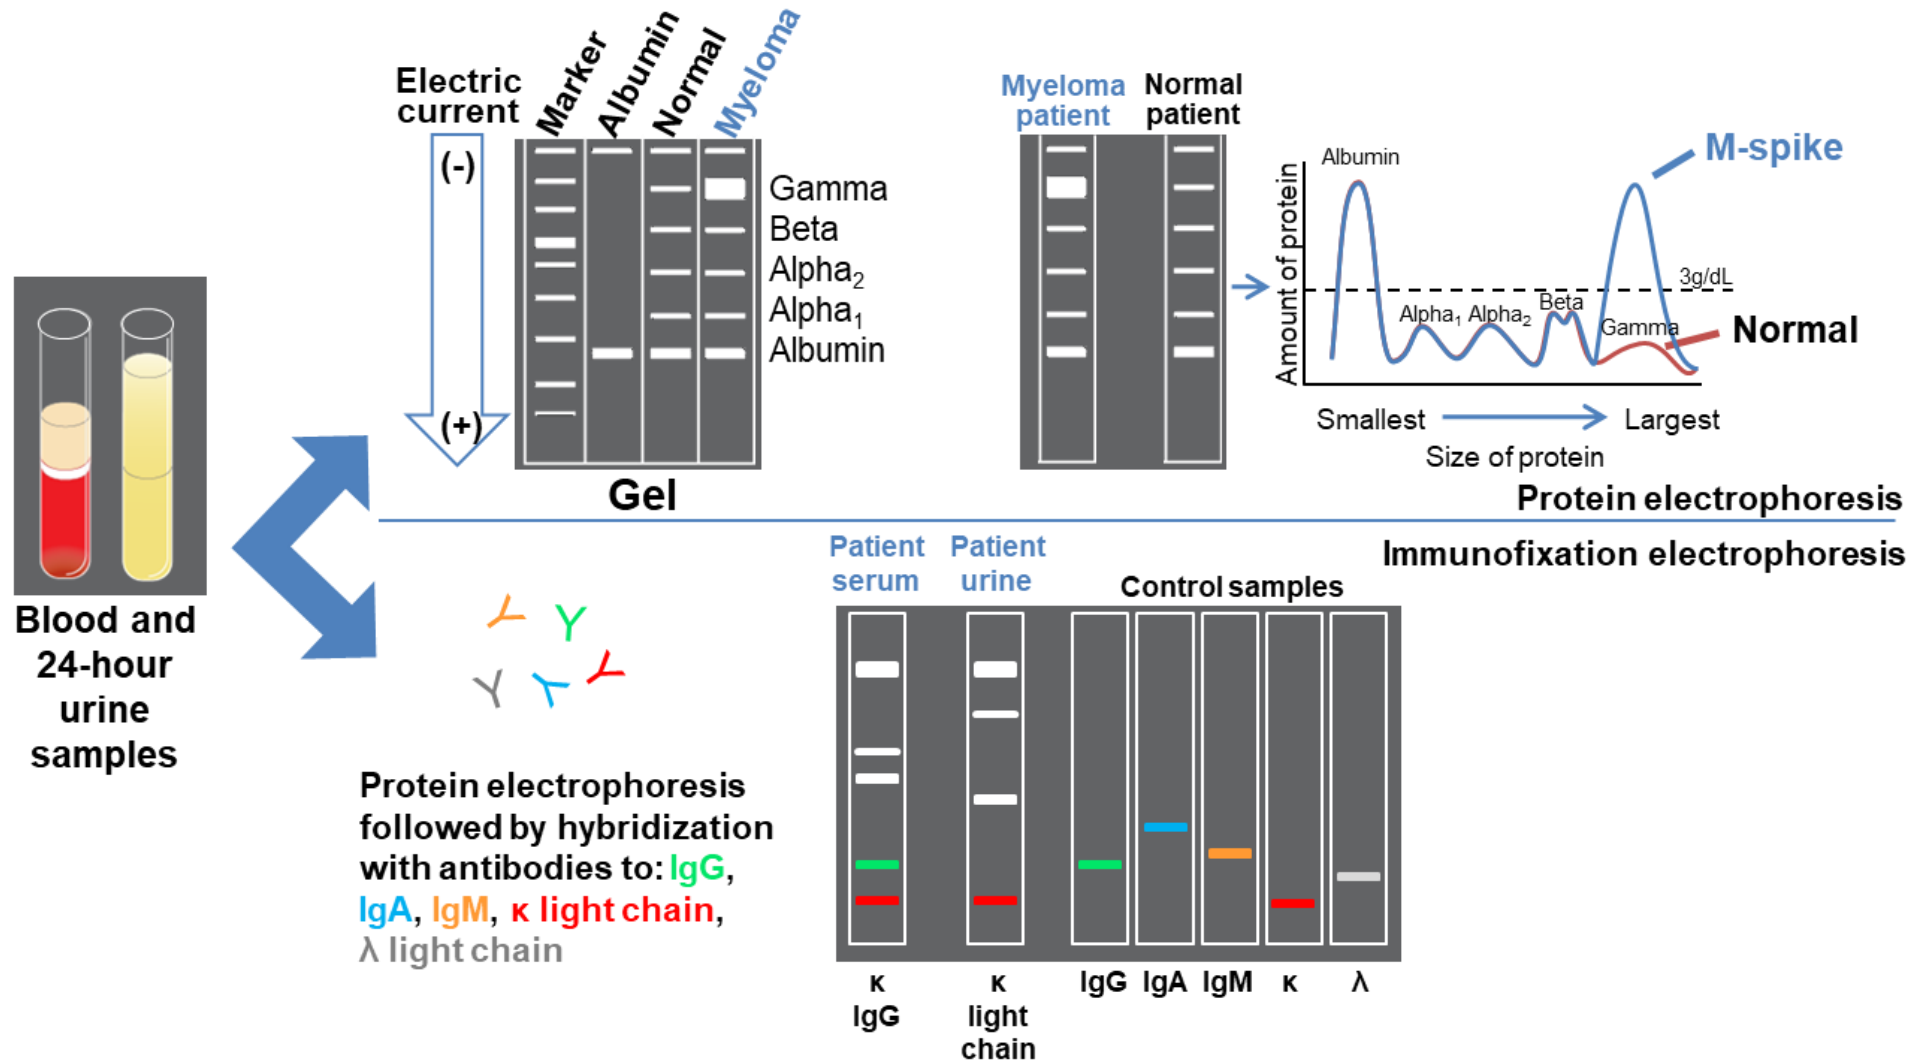 Blood and
24-hour
urine
samples
Electric
current
(-)
(+)
Marker
Albumin
Normal
Myeloma
Gamma
Beta
Alpha₂
Alpha₁
Albumin
Gel
Myeloma
patient
Normal
patient
Amount of protein
Albumin
Alpha₁
Alpha₂
Beta
Gamma
3g/dL
M-spike
Normal
Smallest
Largest
Size of protein
Protein electrophoresis
Immunofixation electrophoresis
Protein electrophoresis
followed by hybridization
with antibodies to: IgG,
IgA, IgM, κ light chain,
λ light chain
Patient
serum
Patient
urine
Control samples
κ
IgG
κ
light
chain
IgG
IgA
IgM
κ
λ